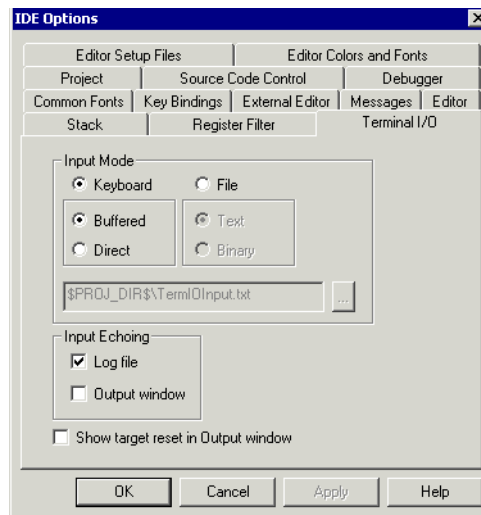 IDE Options
Editor Setup Files Editor Colors and Fonts
Project Source Code Control Debugger
Common Fonts Key Bindings External Editor Messages Editor
Stack Register Filter Terminal I/O
Input Mode
Keyboard File
Buffered Text
Direct Binary
$PROJ_DIR$\TermIOInput.txt ...
Input Echoing
Log file
Output window
Show target reset in Output window
OK Cancel Apply Help